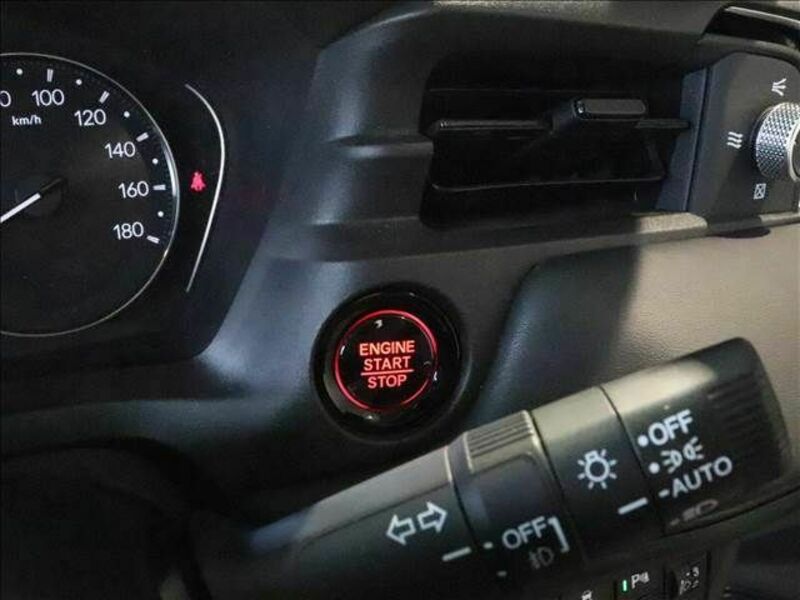 100
km/h
120
140
160
180
ENGINE
START
STOP
OFF
AUTO
OFF
P